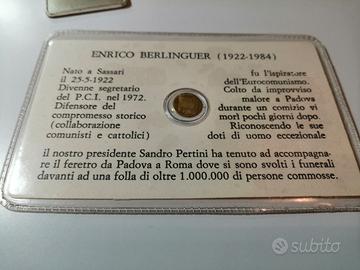 ENRICO BERLINGUER (1922-1984)
Nato a Sassari
il 25-5-1922
Divenne segretario
del P.C.I. nel 1972.
Difensore del
compromesso storico
(collaborazione
comunisti e cattolici)
fu l'ispiratore
dell'Eurocomunismo.
Colto da improvviso
malore a Padova
durante un comizio vi
morì pochi giorni dopo.
Riconoscendo le sue
doti di uomo eccezionale
il nostro presidente Sandro Pertini ha tenuto ad accompagna-
re il feretro da Padova a Roma dove si sono svolti i funerali
davanti ad una folla di oltre 1.000.000 di persone commosse.
subito